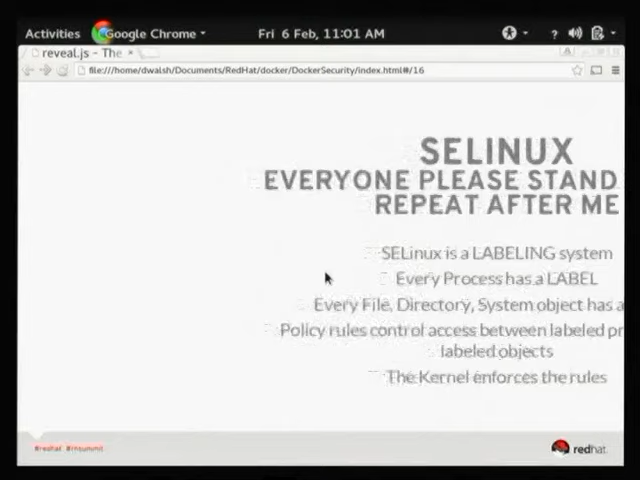 Activities Google Chrome Fri 6 Feb, 11:01 AM ?
reveal.js - The ×
file:///home/dwalsh/Documents/RedHat/docker/DockerSecurity/index.html#/16
SELINUX
EVERYONE PLEASE STAND
REPEAT AFTER ME
SELinux is a LABELING system
Every Process has a LABEL
Every File, Directory, System object has a
Policy rules control access between labeled pr
labeled objects
The Kernel enforces the rules
#redhat #rhsummit
redhat.